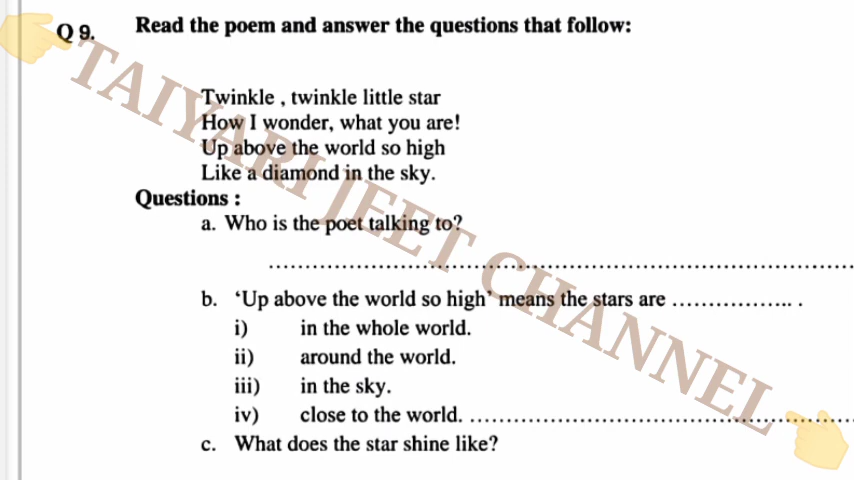 Q 9. Read the poem and answer the questions that follow:
Twinkle , twinkle little star
How I wonder, what you are!
Up above the world so high
Like a diamond in the sky.
Questions :
a. Who is the poet talking to?
..........................................................................................
b. ‘Up above the world so high’ means the stars are .................... .
i) in the whole world.
ii) around the world.
iii) in the sky.
iv) close to the world. ............................................................
c. What does the star shine like?
TAIYARI JEET CHANNEL